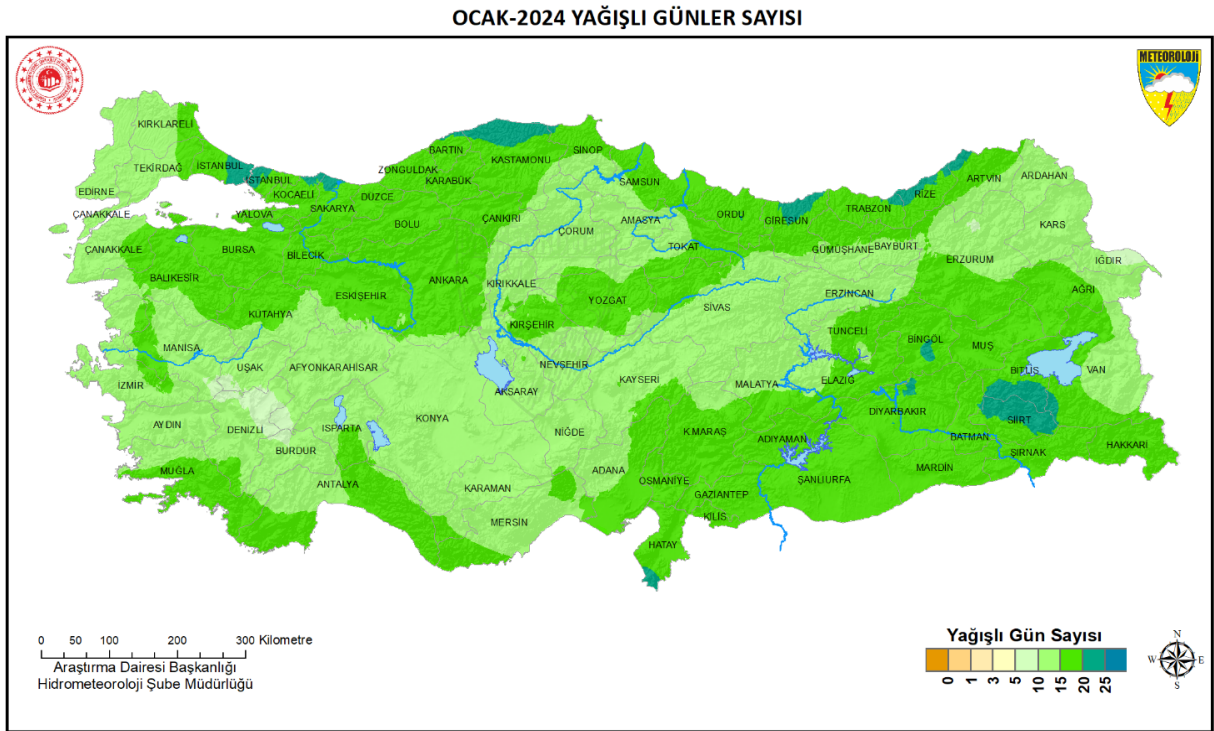 OCAK-2024 YAĞIŞLI GÜNLER SAYISI
METEOROLOJİ
KIRKLARELİ
TEKİRDAĞ
İSTANBUL
İSTANBUL
EDİRNE
KOCAELİ
ÇANAKKALE
YALOVA
SAKARYA
DÜZCE
ZONGULDAK
BARTIN
KARABÜK
KASTAMONU
SİNOP
SAMSUN
ÇANAKKALE
BURSA
BİLECİK
BOLU
ÇANKIRI
ÇORUM
AMASYA
TOKAT
ORDU
GİRESUN
TRABZON
RİZE
ARTVİN
ARDAHAN
KARS
GÜMÜŞHANE
BAYBURT
ERZURUM
IĞDIR
AĞRI
BALIKESİR
ESKİŞEHİR
ANKARA
KIRIKKALE
YOZGAT
SİVAS
ERZİNCAN
KUTAHYA
KIRŞEHİR
TUNCELİ
BİNGÖL
MUŞ
MANİSA
UŞAK
AFYONKARAHİSAR
NEVŞEHİR
KAYSERİ
MALATYA
ELAZIĞ
BITLIS
VAN
İZMİR
AKSARAY
AYDIN
DENİZLİ
ISPARTA
KONYA
NİĞDE
K.MARAŞ
ADIYAMAN
DİYARBAKIR
SİİRT
BATMAN
ŞIRNAK
HAKKARİ
MUĞLA
BURDUR
ANTALYA
KARAMAN
MERSİN
ADANA
OSMANİYE
GAZİANTEP
ŞANLIURFA
MARDİN
KİLİS
HATAY
0 50 100 200 300 Kilometre
Araştırma Dairesi Başkanlığı
Hidrometeoroloji Şube Müdürlüğü
Yağışlı Gün Sayısı
0 1 3 5 10 15 20 25
N
W E
S